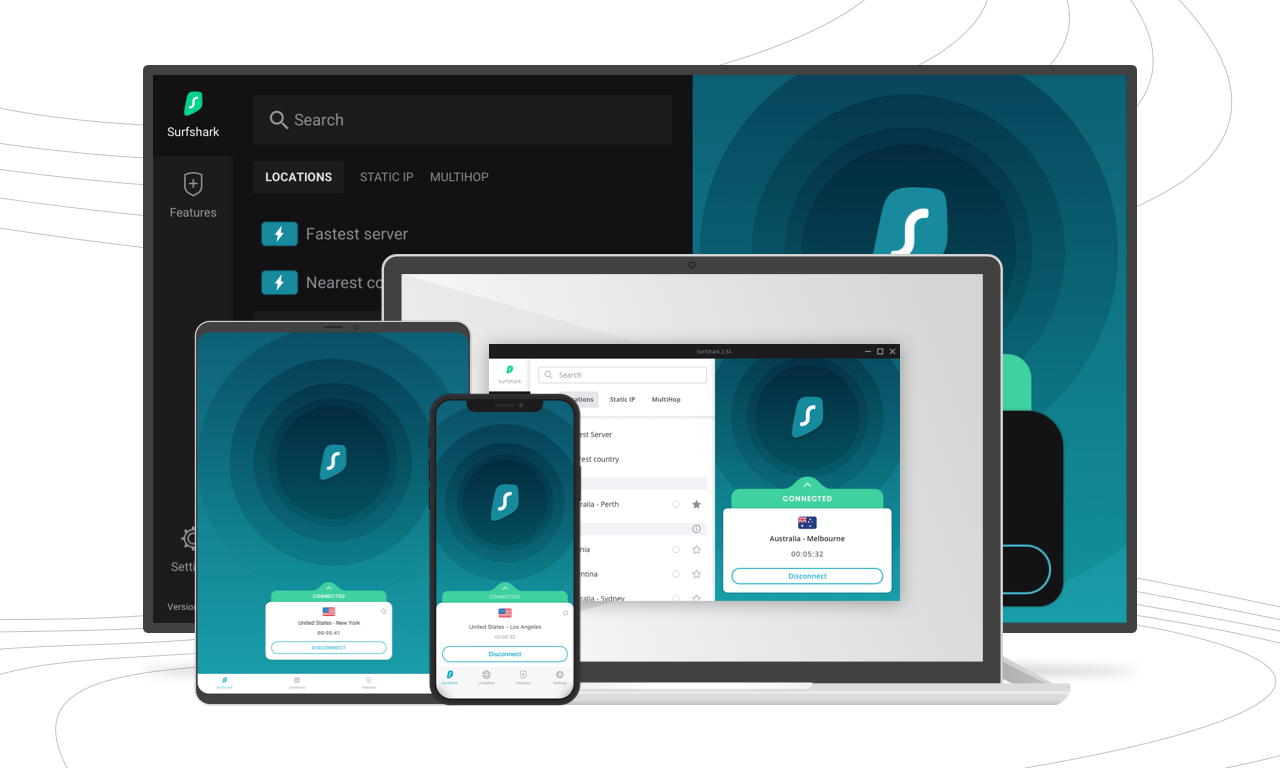 Surfshark
Search
LOCATIONS STATIC IP MULTIHOP
Features
Fastest server
Nearest co
Setti
Version
Surfshark 2.34
Surfshark
Search
ations Static IP MultiHop
est Server
rest country
ralia - Perth
nia
entina
ralia - Sydney
CONNECTED
Australia - Melbourne
00:05:32
Disconnect
CONNECTED
United States - New York
00:05:41
DISCONNECT
Surfshark Locations Features
CONNECTED
United States - Los Angeles
00:05:32
Disconnect
Surfshark Locations Features Settings